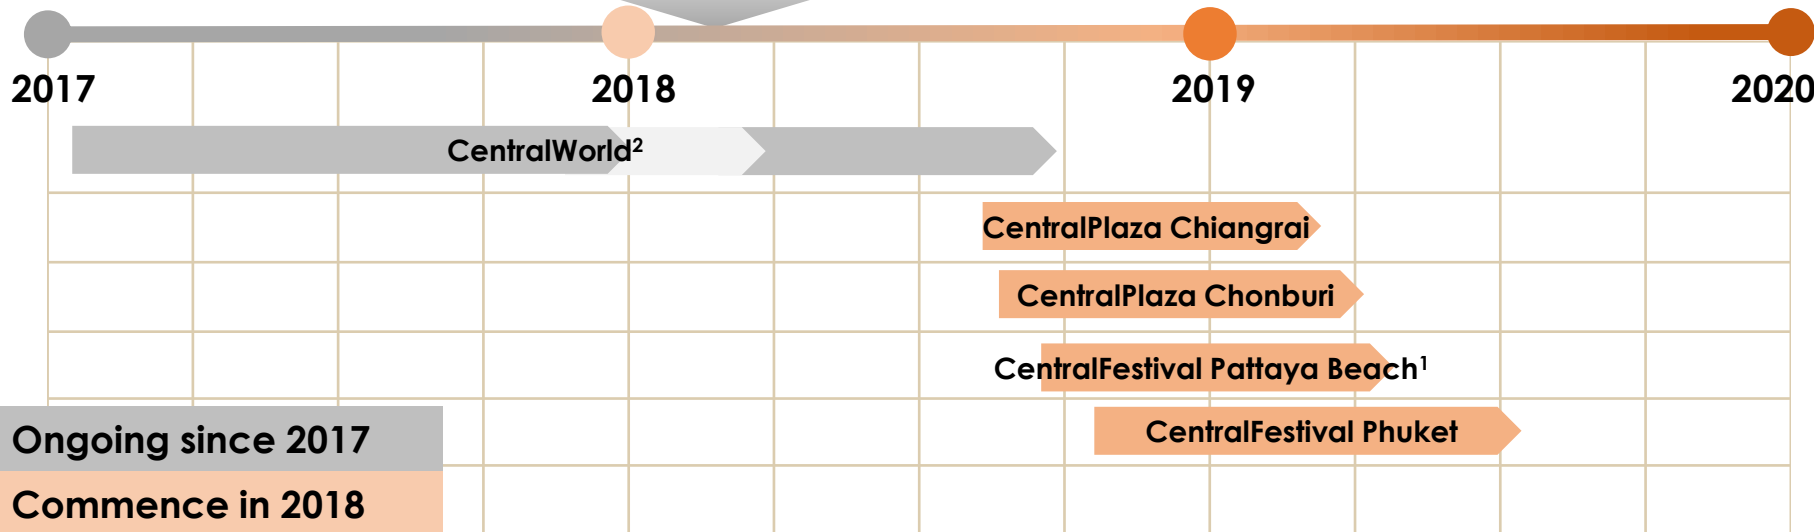 2017 2018 2019 2020
CentralWorld²
CentralPlaza Chiangrai
CentralPlaza Chonburi
CentralFestival Pattaya Beach¹
CentralFestival Phuket
Ongoing since 2017
Commence in 2018